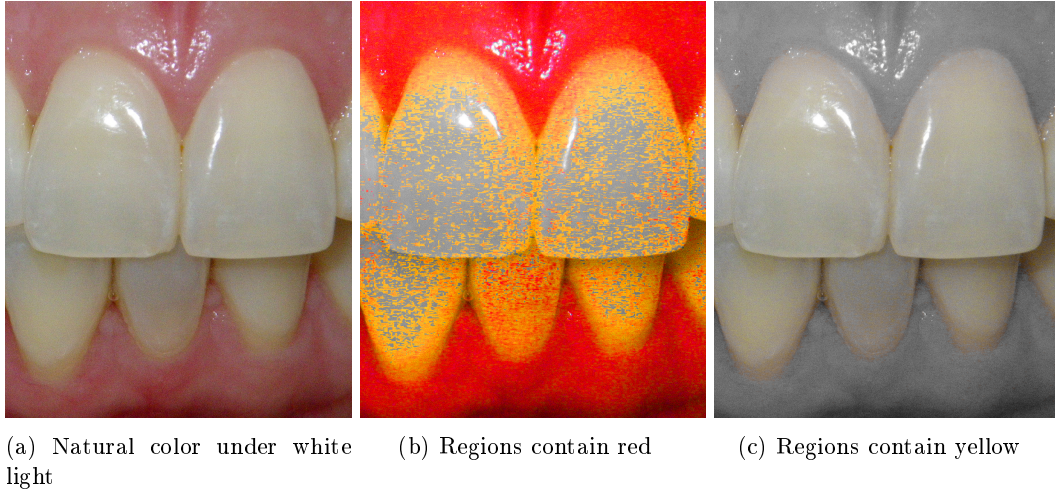 (a) Natural color under white
light
(b) Regions contain red
(c) Regions contain yellow